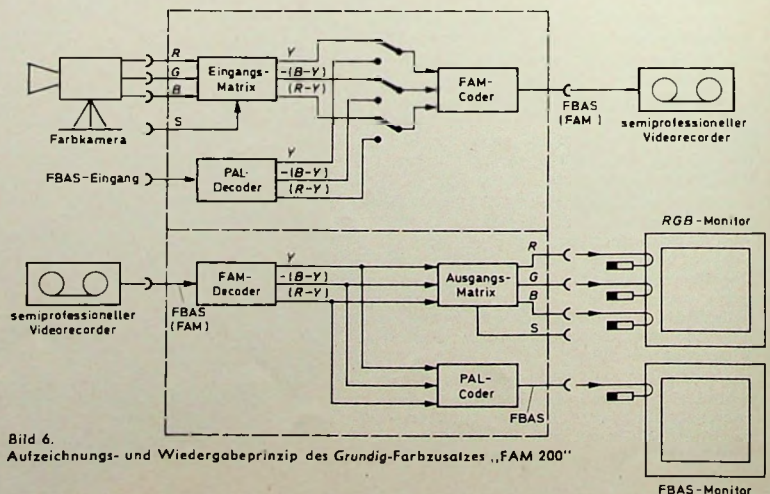 R
G
B
Eingangs-
Matrix
Y
-(B-Y)
(R-Y)
S
Farbkamera
FAM-
Coder
FBAS
(FAM)
semiprofessioneller
Videorecorder
FBAS-Eingang
PAL-
Decoder
Y
-(B-Y)
(R-Y)
RGB-Monitor
semiprofessioneller
Videorecorder
FBAS
(FAM)
FAM-
Decoder
Y
-(B-Y)
(R-Y)
Ausgangs-
Matrix
R
G
B
S
PAL-
Coder
FBAS
FBAS-Monitor
Bild 6.
Aufzeichnungs- und Wiedergabeprinzip des Grundig-Farbzusatzes „FAM 200"